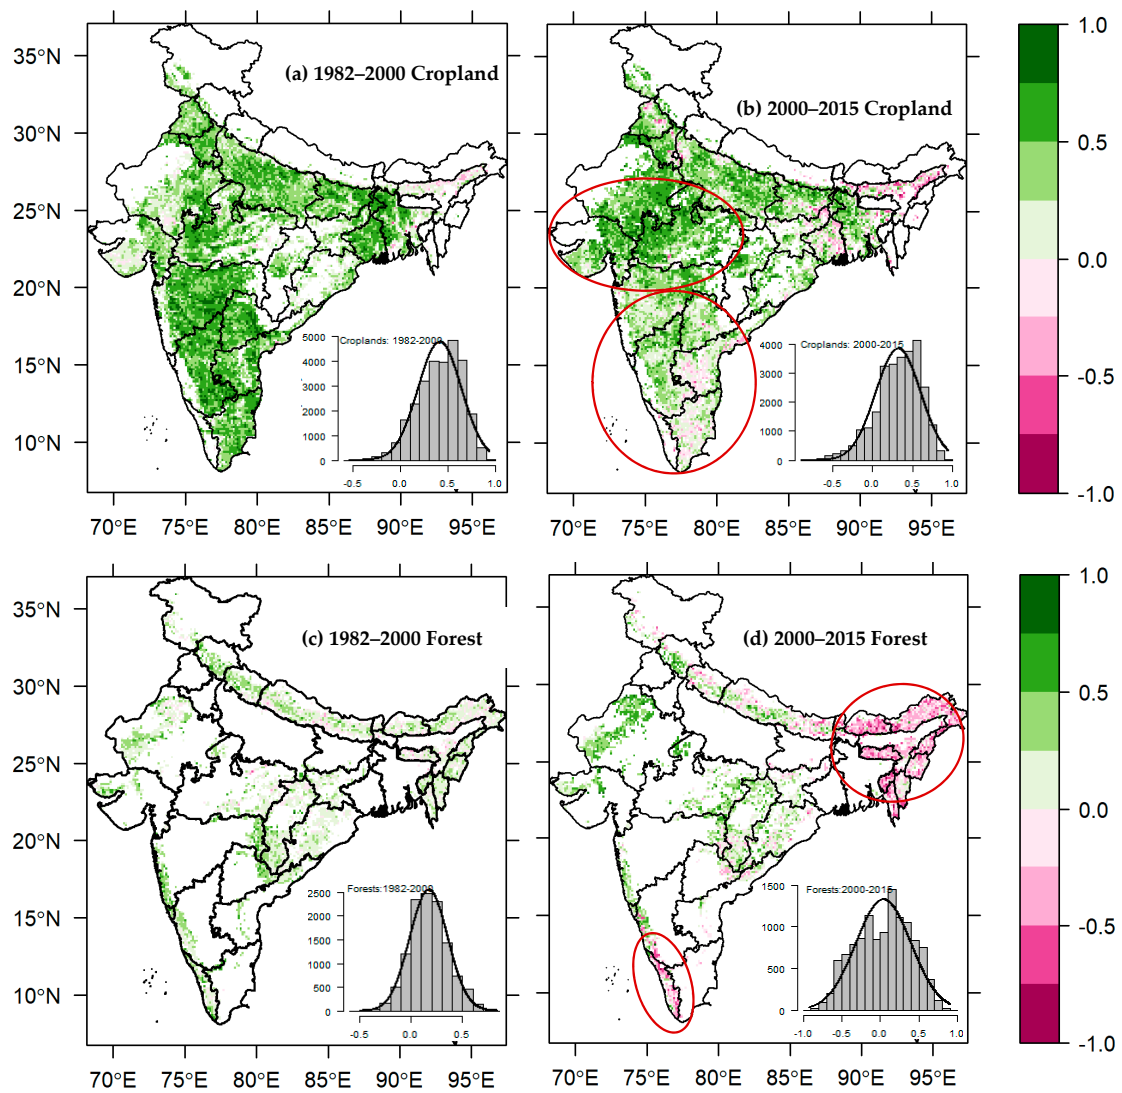 (a) 1982–2000 Cropland
(b) 2000–2015 Cropland
35°N
30°N
25°N
20°N
15°N
10°N
Croplands: 1982-2000
5000
4000
3000
2000
1000
0
-0.5 0.0 0.5 1.0
Croplands: 2000-2015
4000
3000
2000
1000
0
-0.5 0.0 0.5 1.0
1.0
0.5
0.0
-0.5
-1.0
70°E 75°E 80°E 85°E 90°E 95°E
70°E 75°E 80°E 85°E 90°E 95°E
(c) 1982–2000 Forest
(d) 2000–2015 Forest
35°N
30°N
25°N
20°N
15°N
10°N
Forests:1982-2000
2500
2000
1500
1000
500
0
-0.5 0.0 0.5
Forests:2000-2015
1500
1000
500
0
-1.0 -0.5 0.0 0.5 1.0
1.0
0.5
0.0
-0.5
-1.0
70°E 75°E 80°E 85°E 90°E 95°E
70°E 75°E 80°E 85°E 90°E 95°E